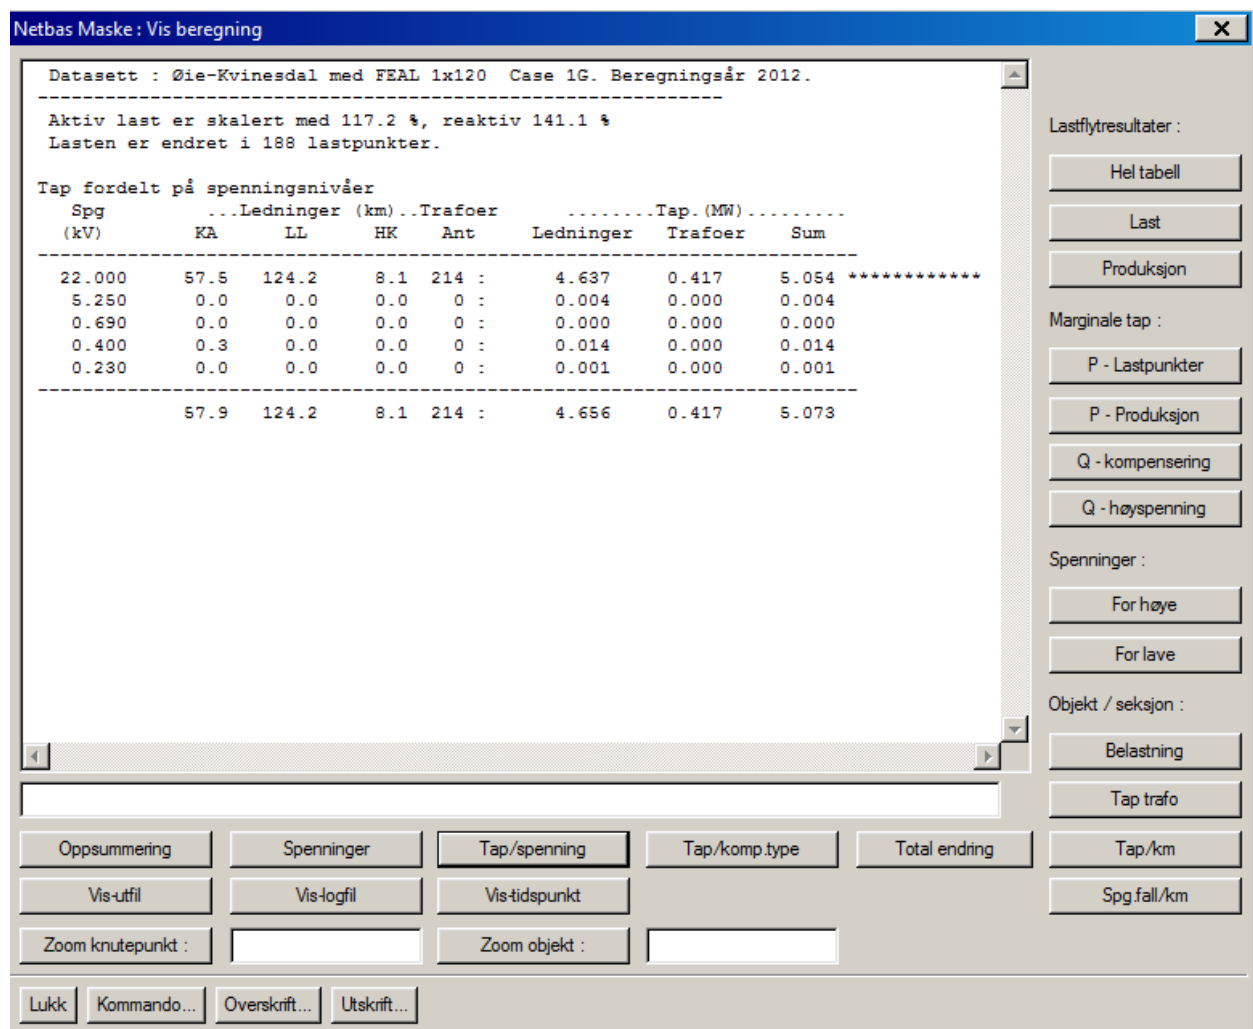 Netbas Maske : Vis beregning
Datasett : Øie-Kvinesdal med FEAL 1x120 Case 1G. Beregningsår 2012.
------------------------------------------------------------
Aktiv last er skalert med 117.2 %, reaktiv 141.1 %
Lasten er endret i 188 lastpunkter.
Tap fordelt på spenningsnivåer
Spg ...Ledninger (km)..Trafoer ........Tap.(MW).........
(kV) KA LL HK Ant Ledninger Trafoer Sum
------------------------------------------------------------------------
22.000 57.5 124.2 8.1 214 : 4.637 0.417 5.054 ************
5.250 0.0 0.0 0.0 0 : 0.004 0.000 0.004
0.690 0.0 0.0 0.0 0 : 0.000 0.000 0.000
0.400 0.3 0.0 0.0 0 : 0.014 0.000 0.014
0.230 0.0 0.0 0.0 0 : 0.001 0.000 0.001
------------------------------------------------------------------------
57.9 124.2 8.1 214 : 4.656 0.417 5.073
Lastflytresultater :
Hel tabell
Last
Produksjon
Marginale tap :
P - Lastpunkter
P - Produksjon
Q - kompensering
Q - høyspenning
Spenninger :
For høye
For lave
Objekt / seksjon :
Belastning
Tap trafo
Oppsummering Spenninger Tap/spenning Tap/komp.type Total endring Tap/km
Vis-utfil Vis-logfil Vis-tidspunkt Spg.fall/km
Zoom knutepunkt : Zoom objekt :
Lukk Kommando... Overskrift... Utskrift...